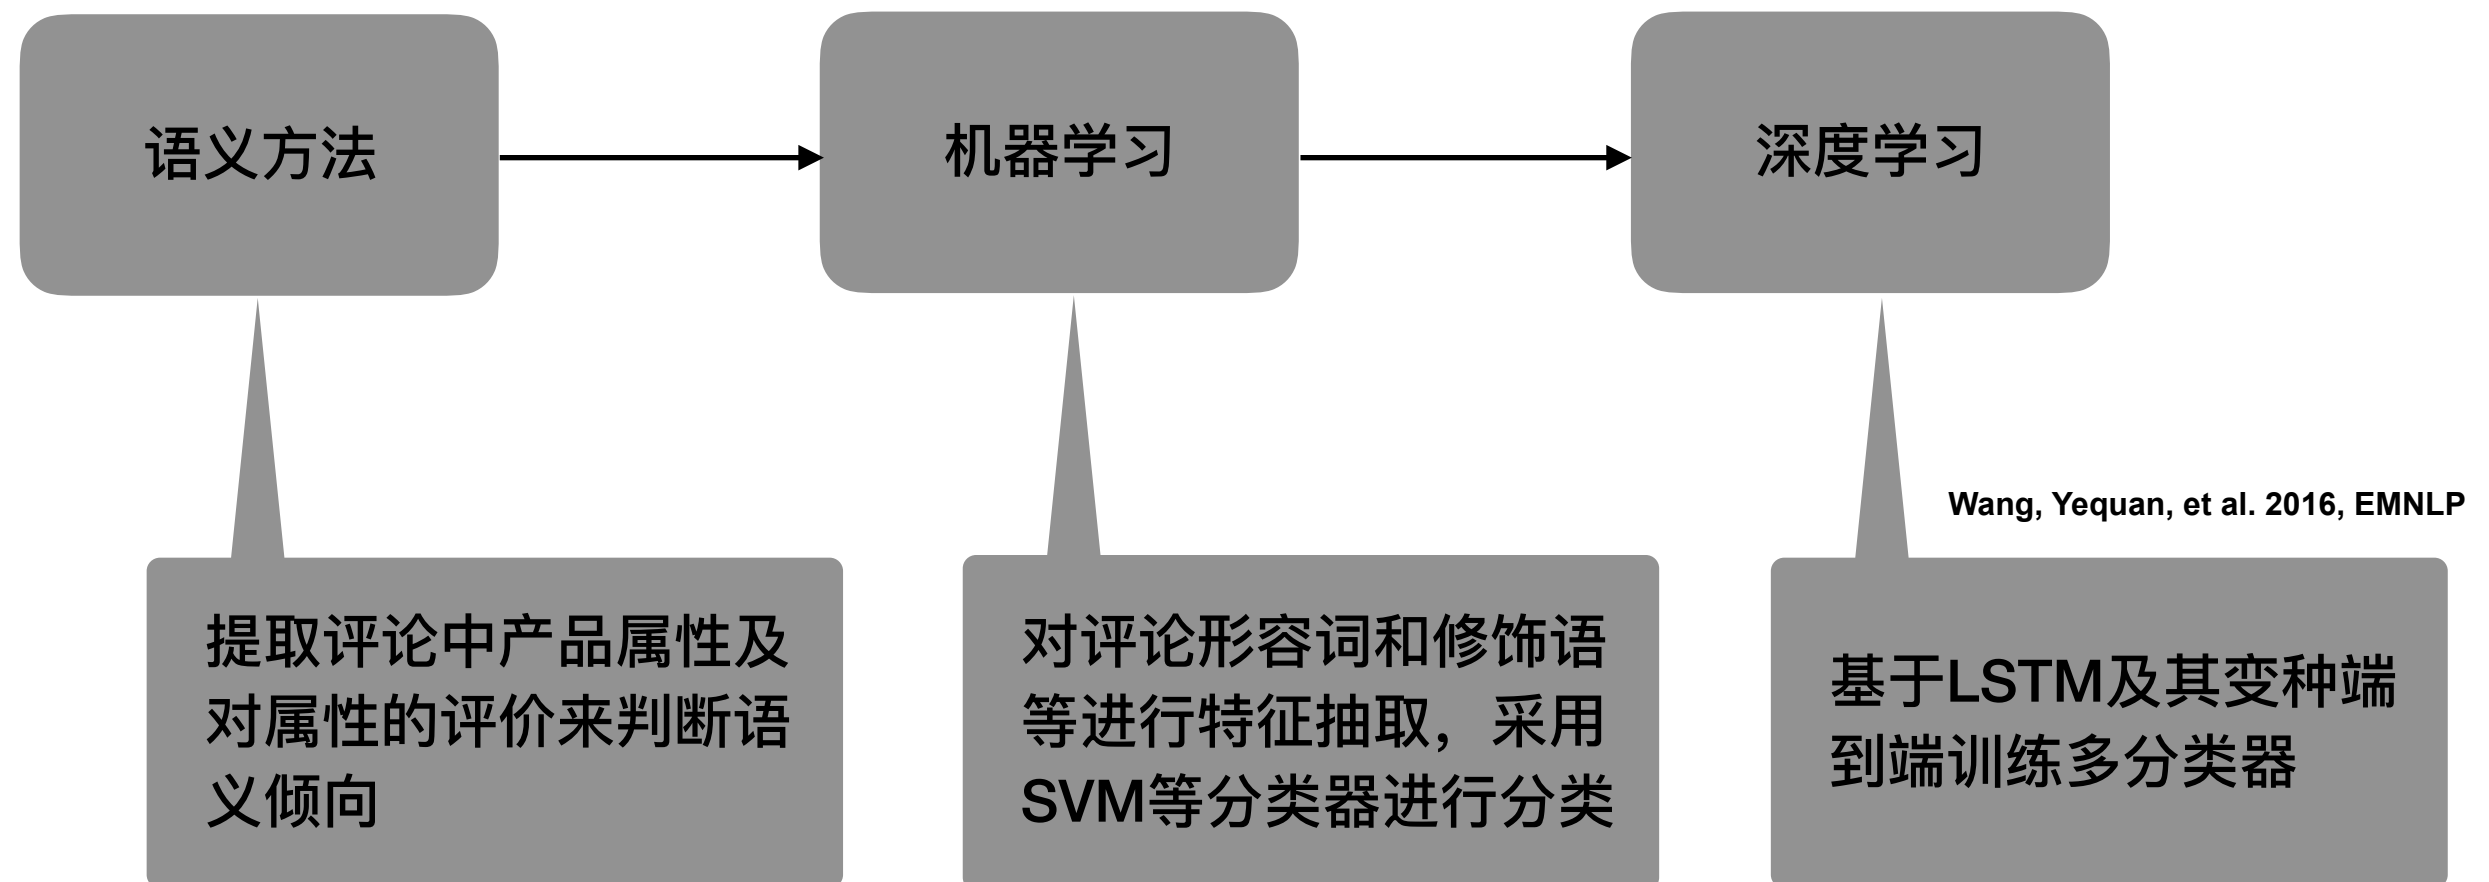 语义方法
机器学习
深度学习
Wang, Yequan, et al. 2016, EMNLP
提取评论中产品属性及
对属性的评价来判断语
义倾向
对评论形容词和修饰语
等进行特征抽取，采用
SVM等分类器进行分类
基于LSTM及其变种端
到端训练多分类器